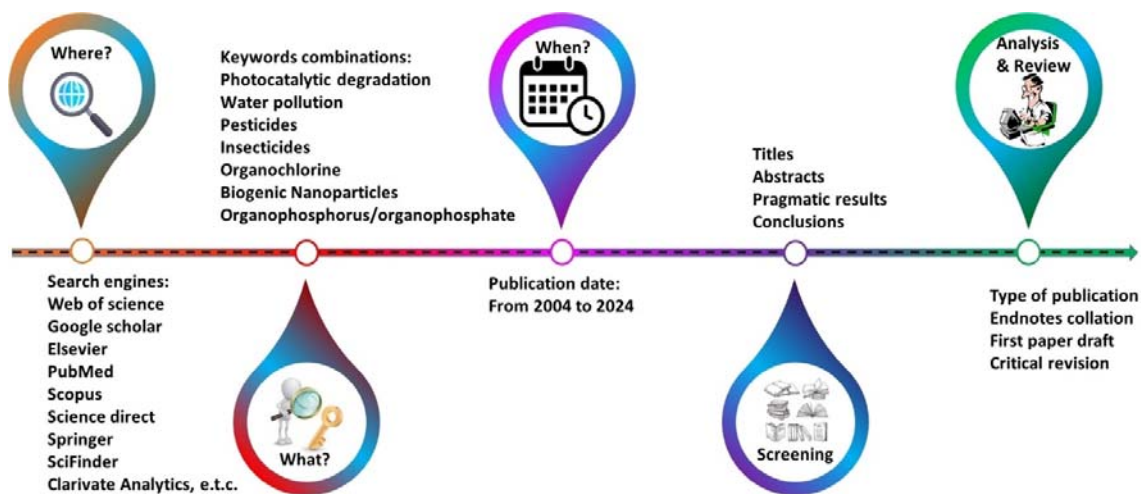 Where?
Search engines:
Web of science
Google scholar
Elsevier
PubMed
Scopus
Science direct
Springer
SciFinder
Clarivate Analytics, e.t.c.
Keywords combinations:
Photocatalytic degradation
Water pollution
Pesticides
Insecticides
Organochlorine
Biogenic Nanoparticles
Organophosphorus/organophosphate
What?
When?
Publication date:
From 2004 to 2024
Titles
Abstracts
Pragmatic results
Conclusions
Screening
Analysis
& Review
Type of publication
Endnotes collation
First paper draft
Critical revision